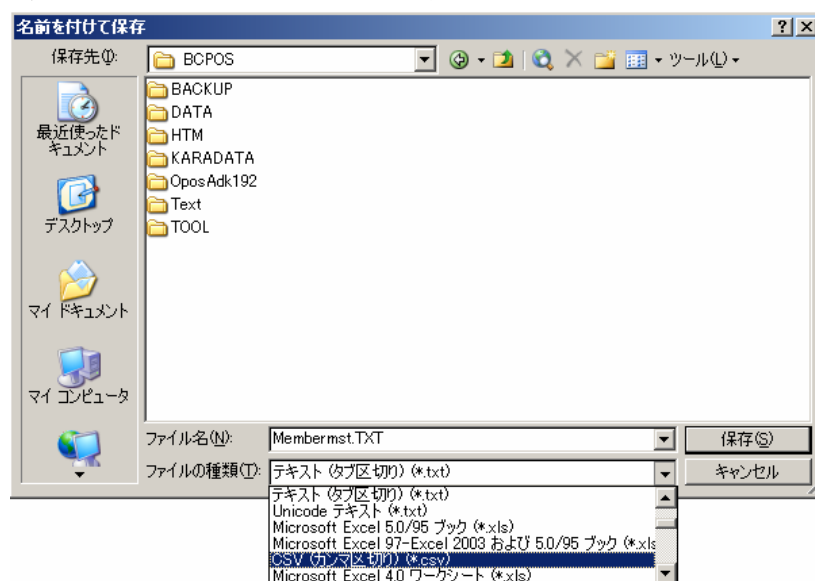 名前を付けて保存
保存先(I):
BCPOS
ツール(L)
最近使ったドキュメント
デスクトップ
マイ ドキュメント
マイ コンピュータ
BACKUP
DATA
HTM
KARADATA
OposAdk192
Text
TOOL
ファイル名(N):
Membermst.TXT
保存(S)
ファイルの種類(T):
テキスト (タブ区切り) (*.txt)
キャンセル
テキスト (タブ区切り) (*.txt)
Unicode テキスト (*.txt)
Microsoft Excel 5.0/95 ブック (*.xls)
Microsoft Excel 97-Excel 2003 および 5.0/95 ブック (*.xls
CSV (カンマ区切り) (*.csv)
Microsoft Excel 4.0 ワークシート (*.xls)